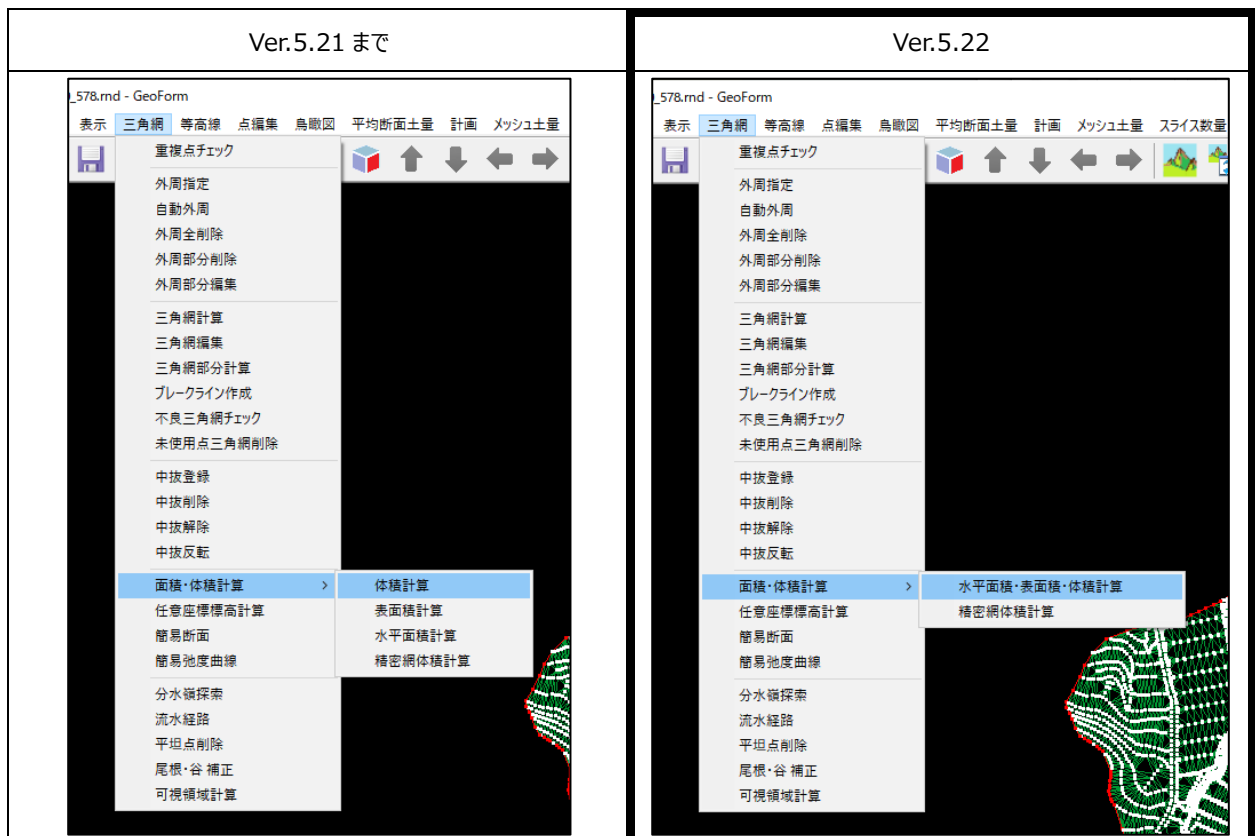 Ver.5.21 まで
Ver.5.22
_578.rnd - GeoForm
表示 三角網 等高線 点編集 鳥瞰図 平均断面土量 計画 メッシュ土量
重複点チェック
外周指定
自動外周
外周全削除
外周部分削除
外周部分編集
三角網計算
三角網編集
三角網部分計算
ブレークライン作成
不良三角網チェック
未使用点三角網削除
中抜登録
中抜削除
中抜解除
中抜反転
面積・体積計算 >
任意座標標高計算
簡易断面
簡易弛度曲線
分水嶺探索
流水経路
平坦点削除
尾根・谷 補正
可視領域計算
体積計算
表面積計算
水平面積計算
精密網体積計算
_578.rnd - GeoForm
表示 三角網 等高線 点編集 鳥瞰図 平均断面土量 計画 メッシュ土量 スライス数量
重複点チェック
外周指定
自動外周
外周全削除
外周部分削除
外周部分編集
三角網計算
三角網編集
三角網部分計算
ブレークライン作成
不良三角網チェック
未使用点三角網削除
中抜登録
中抜削除
中抜解除
中抜反転
面積・体積計算 >
任意座標標高計算
簡易断面
簡易弛度曲線
分水嶺探索
流水経路
平坦点削除
尾根・谷 補正
可視領域計算
水平面積・表面積・体積計算
精密網体積計算